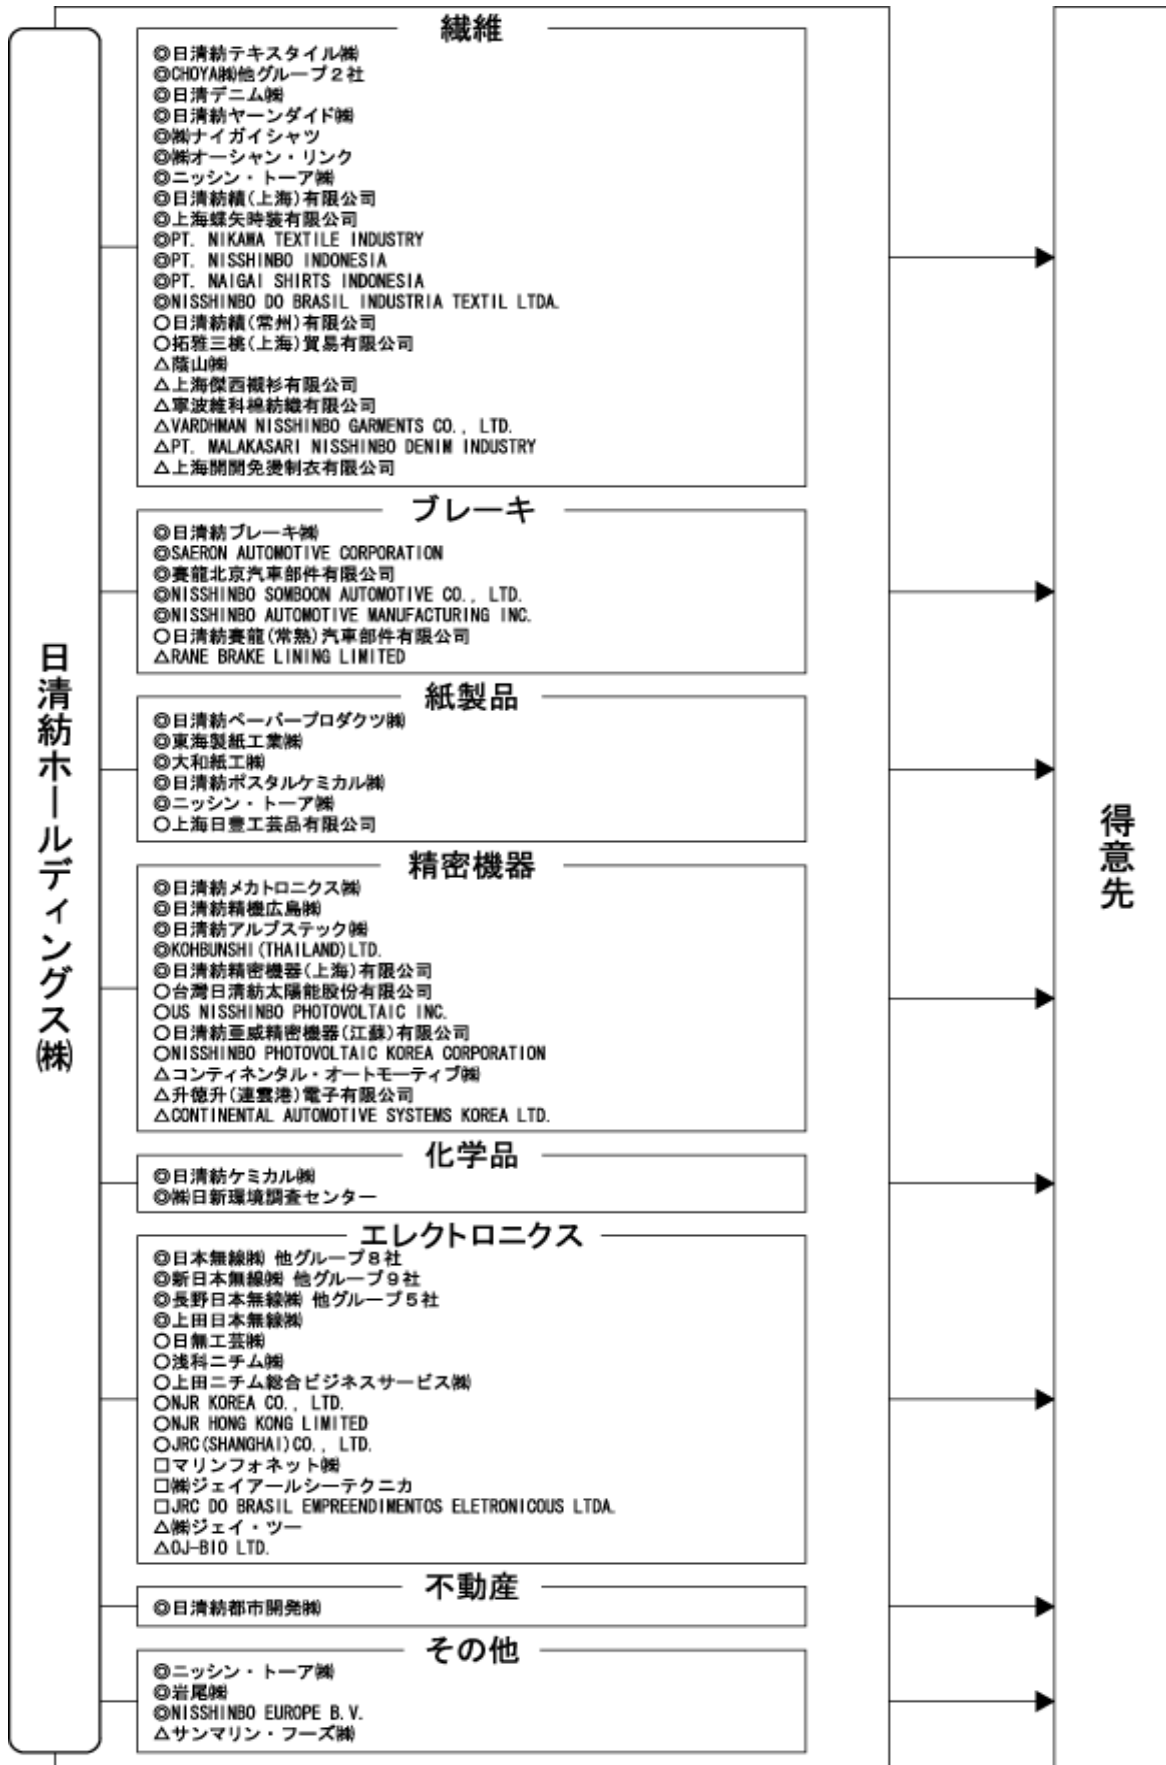 日清紡ホールディングス㈱
繊維
◎日清紡テキスタイル㈱
◎CHOYA㈱他グループ2社
◎日清デニム㈱
◎日清紡ヤーンダイド㈱
◎㈱ナイガイシャツ
◎㈱オーシャン・リンク
◎ニッシン・トーア㈱
◎日清紡績(上海)有限公司
◎上海蝶矢時装有限公司
◎PT. NIKAWA TEXTILE INDUSTRY
◎PT. NISSHINBO INDONESIA
◎PT. NAIGAI SHIRTS INDONESIA
◎NISSHINBO DO BRASIL INDUSTRIA TEXTIL LTDA.
○日清紡績(常州)有限公司
○拓雅三桃(上海)貿易有限公司
△蔭山㈱
△上海傑西襯衫有限公司
△寧波維科棉紡織有限公司
△VARDHMAN NISSHINBO GARMENTS CO., LTD.
△PT. MALAKASARI NISSHINBO DENIM INDUSTRY
△上海開開免燙制衣有限公司
ブレーキ
◎日清紡ブレーキ㈱
◎SAERON AUTOMOTIVE CORPORATION
◎賽龍北京汽車部件有限公司
◎NISSHINBO SOMBOON AUTOMOTIVE CO., LTD.
◎NISSHINBO AUTOMOTIVE MANUFACTURING INC.
○日清紡賽龍(常熟)汽車部件有限公司
△RANE BRAKE LINING LIMITED
紙製品
◎日清紡ペーパープロダクツ㈱
◎東海製紙工業㈱
◎大和紙工㈱
◎日清紡ポスタルケミカル㈱
◎ニッシン・トーア㈱
○上海日豊工芸品有限公司
精密機器
◎日清紡メカトロニクス㈱
◎日清紡精機広島㈱
◎日清紡アルプステック㈱
◎KOHBUNSHI(THAILAND)LTD.
◎日清紡精密機器(上海)有限公司
○台灣日清紡太陽能股份有限公司
○US NISSHINBO PHOTOVOLTAIC INC.
○日清紡亜威精密機器(江蘇)有限公司
○NISSHINBO PHOTOVOLTAIC KOREA CORPORATION
△コンティネンタル・オートモーティブ㈱
△升徳升(連雲港)電子有限公司
△CONTINENTAL AUTOMOTIVE SYSTEMS KOREA LTD.
化学品
◎日清紡ケミカル㈱
◎㈱日新環境調査センター
エレクトロニクス
◎日本無線㈱ 他グループ8社
◎新日本無線㈱ 他グループ9社
◎長野日本無線㈱ 他グループ5社
◎上田日本無線㈱
○日無工芸㈱
○浅科ニチム㈱
○上田ニチム総合ビジネスサービス㈱
○NJR KOREA CO., LTD.
○NJR HONG KONG LIMITED
○JRC(SHANGHAI)CO., LTD.
□マリンフォネット㈱
□㈱ジェイアールシーテクニカ
□JRC DO BRASIL EMPREENDIMENTOS ELETRONICOUS LTDA.
△㈱ジェイ・ツー
△OJ-BIO LTD.
不動産
◎日清紡都市開発㈱
その他
◎ニッシン・トーア㈱
◎岩尾㈱
◎NISSHINBO EUROPE B.V.
△サンマリン・フーズ㈱
得意先